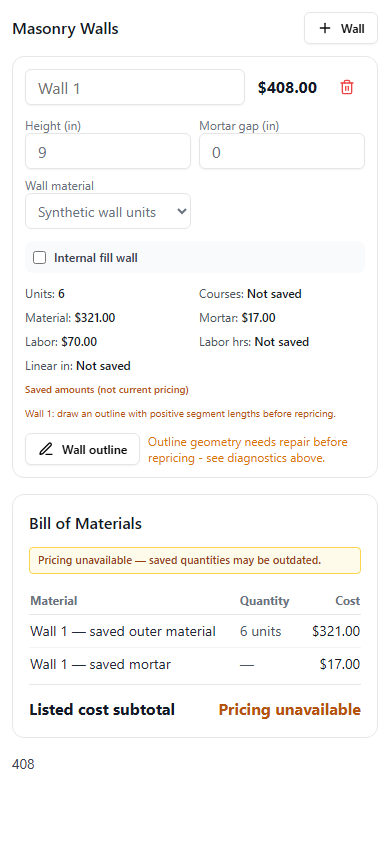 Masonry Walls
+ Wall
Wall 1
$408.00
Height (in)
Mortar gap (in)
9
0
Wall material
Synthetic wall units
Internal fill wall
Units: 6
Courses: Not saved
Material: $321.00
Mortar: $17.00
Labor: $70.00
Labor hrs: Not saved
Linear in: Not saved
Saved amounts (not current pricing)
Wall 1: draw an outline with positive segment lengths before repricing.
Wall outline
Outline geometry needs repair before
repricing - see diagnostics above.
Bill of Materials
Pricing unavailable — saved quantities may be outdated.
Material Quantity Cost
Wall 1 — saved outer material 6 units $321.00
Wall 1 — saved mortar — $17.00
Listed cost subtotal Pricing unavailable
408